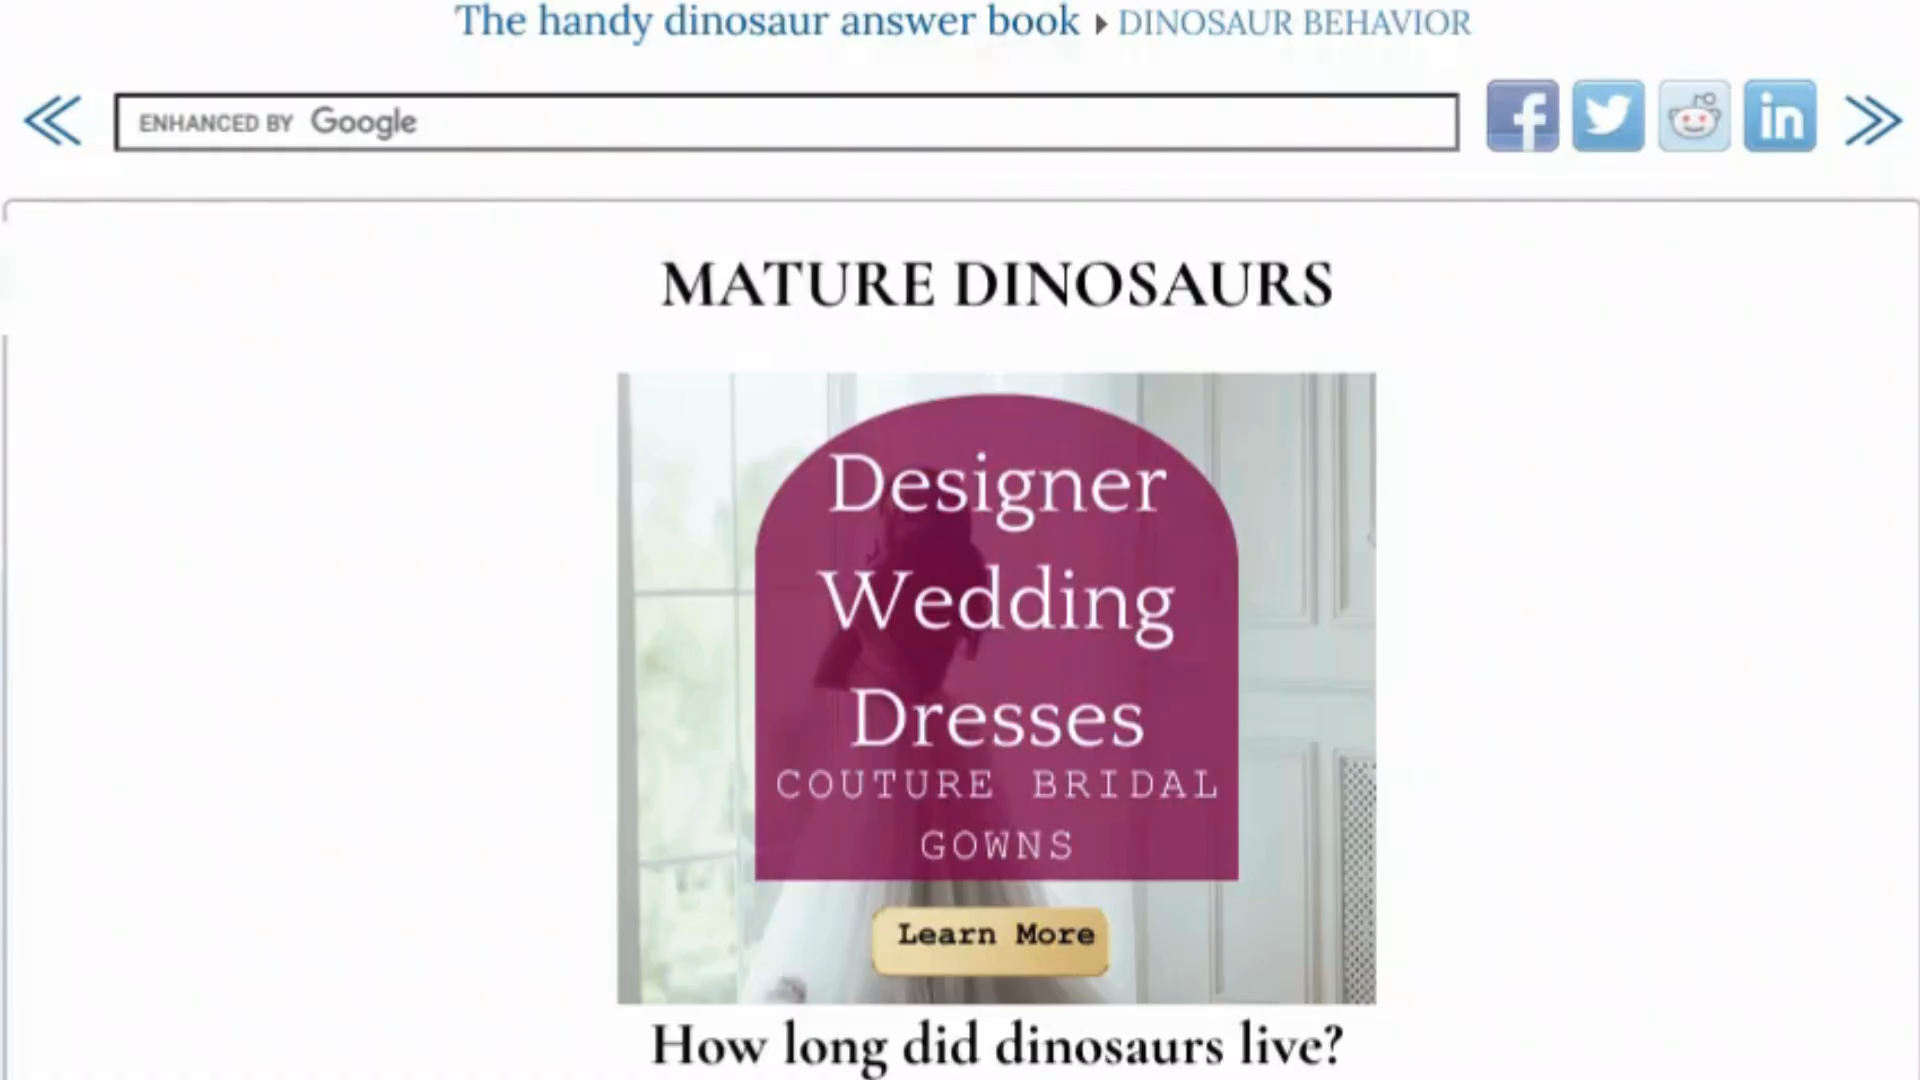 The handy dinosaur answer book DINOSAUR BEHAVIOR
ENHANCED BY Google
f in
MATURE DINOSAURS
Designer
Wedding
Dresses
COUTURE BRIDAL
GOWNS
Learn More
How long did dinosaurs live?